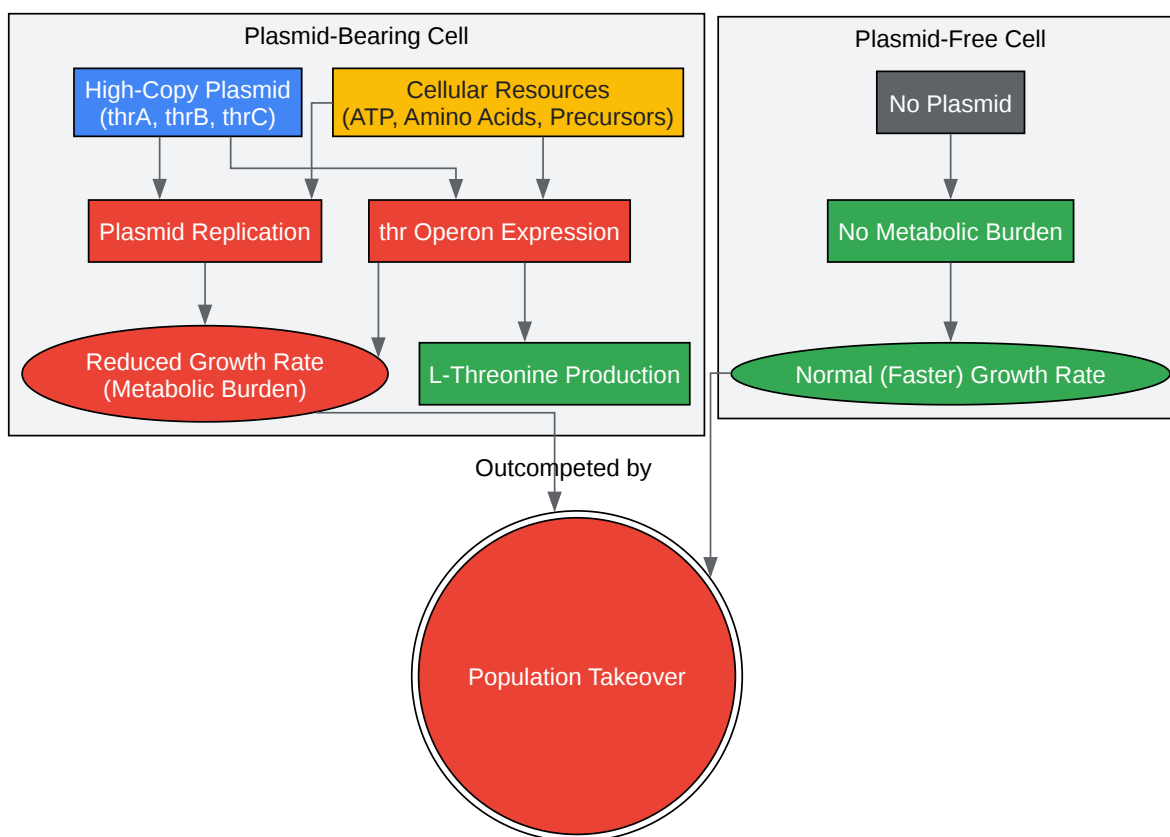 Plasmid-Bearing Cell
High-Copy Plasmid
(thrA, thrB, thrC)
Cellular Resources
(ATP, Amino Acids, Precursors)
Plasmid Replication
thr Operon Expression
Reduced Growth Rate
(Metabolic Burden)
L-Threonine Production
Plasmid-Free Cell
No Plasmid
No Metabolic Burden
Normal (Faster) Growth Rate
Outcompeted by
Population Takeover